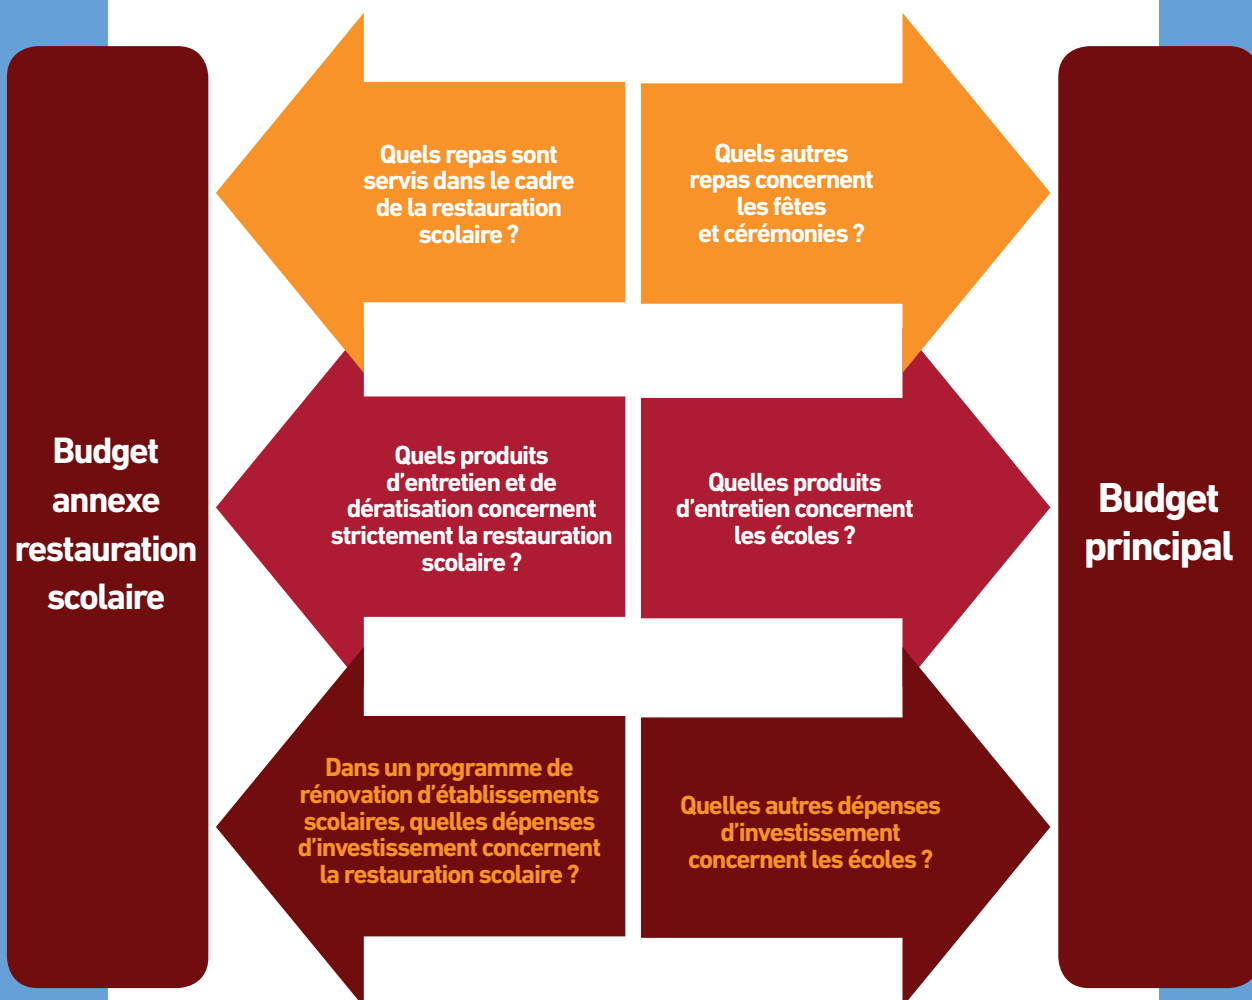 Budget
annexe
restauration
scolaire
Quels repas sont
servis dans le cadre
de la restauration
scolaire ?
Quels autres
repas concernent
les fêtes
et cérémonies ?
Quels produits
d’entretien et de
dératisation concernent
strictement la restauration
scolaire ?
Quelles produits
d’entretien concernent
les écoles ?
Dans un programme de
rénovation d’établissements
scolaires, quelles dépenses
d’investissement concernent
la restauration scolaire ?
Quelles autres dépenses
d’investissement
concernent les écoles ?
Budget
principal